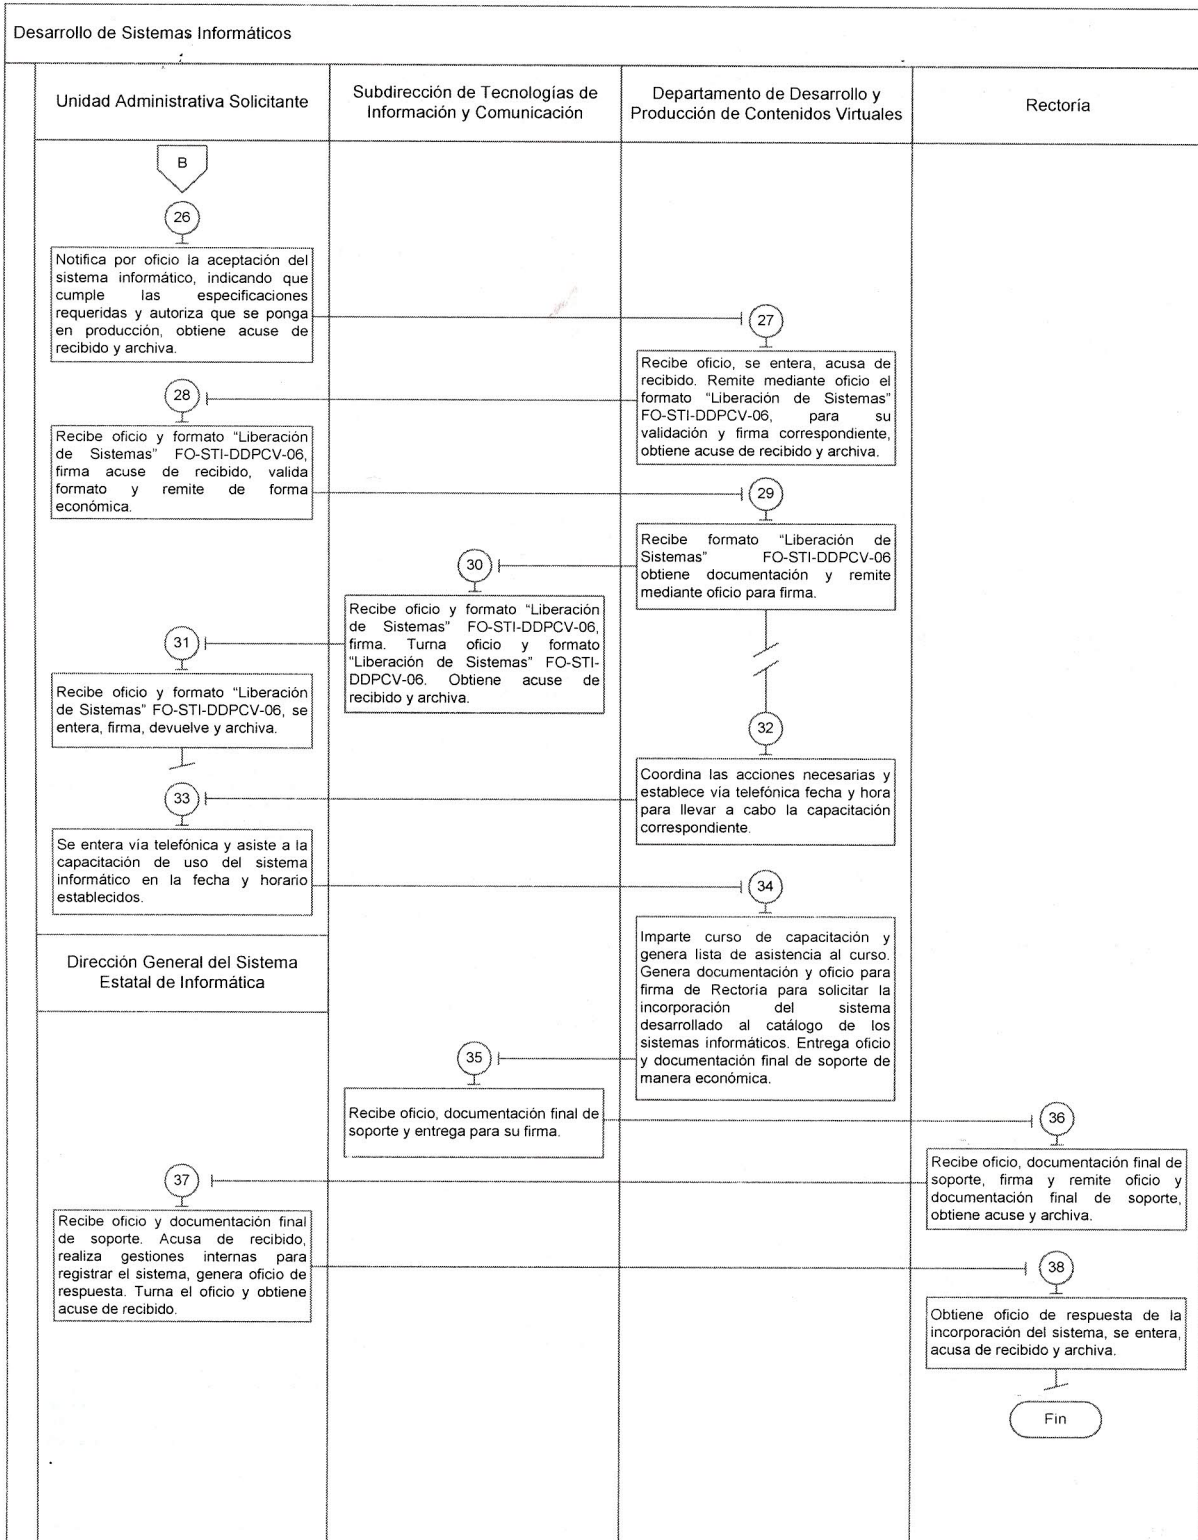 Desarrollo de Sistemas Informáticos
Unidad Administrativa Solicitante
Subdirección de Tecnologías de
Información y Comunicación
Departamento de Desarrollo y
Producción de Contenidos Virtuales
Rectoría
B
26
Notifica por oficio la aceptación del
sistema informático, indicando que
cumple las especificaciones
requeridas y autoriza que se ponga
en producción, obtiene acuse de
recibido y archiva.
27
Recibe oficio, se entera, acusa de
recibido. Remite mediante oficio el
formato “Liberación de Sistemas”
FO-STI-DDPCV-06, para su
validación y firma correspondiente,
obtiene acuse de recibido y archiva.
28
Recibe oficio y formato “Liberación
de Sistemas” FO-STI-DDPCV-06,
firma acuse de recibido, valida
formato y remite de forma
económica.
29
Recibe formato “Liberación de
Sistemas” FO-STI-DDPCV-06
obtiene documentación y remite
mediante oficio para firma.
30
Recibe oficio y formato “Liberación
de Sistemas” FO-STI-DDPCV-06,
firma. Turna oficio y formato
“Liberación de Sistemas” FO-STI-
DDPCV-06. Obtiene acuse de
recibido y archiva.
31
Recibe oficio y formato “Liberación
de Sistemas” FO-STI-DDPCV-06, se
entera, firma, devuelve y archiva.
32
Coordina las acciones necesarias y
establece vía telefónica fecha y hora
para llevar a cabo la capacitación
correspondiente.
33
Se entera vía telefónica y asiste a la
capacitación de uso del sistema
informático en la fecha y horario
establecidos.
34
Imparte curso de capacitación y
genera lista de asistencia al curso.
Genera documentación y oficio para
firma de Rectoría para solicitar la
incorporación del sistema
desarrollado al catálogo de los
sistemas informáticos. Entrega oficio
y documentación final de soporte de
manera económica.
Dirección General del Sistema
Estatal de Informática
35
Recibe oficio, documentación final de
soporte y entrega para su firma.
36
Recibe oficio, documentación final de
soporte, firma y remite oficio y
documentación final de soporte,
obtiene acuse y archiva.
37
Recibe oficio y documentación final
de soporte. Acusa de recibido,
realiza gestiones internas para
registrar el sistema, genera oficio de
respuesta. Turna el oficio y obtiene
acuse de recibido.
38
Obtiene oficio de respuesta de la
incorporación del sistema, se entera,
acusa de recibido y archiva.
Fin